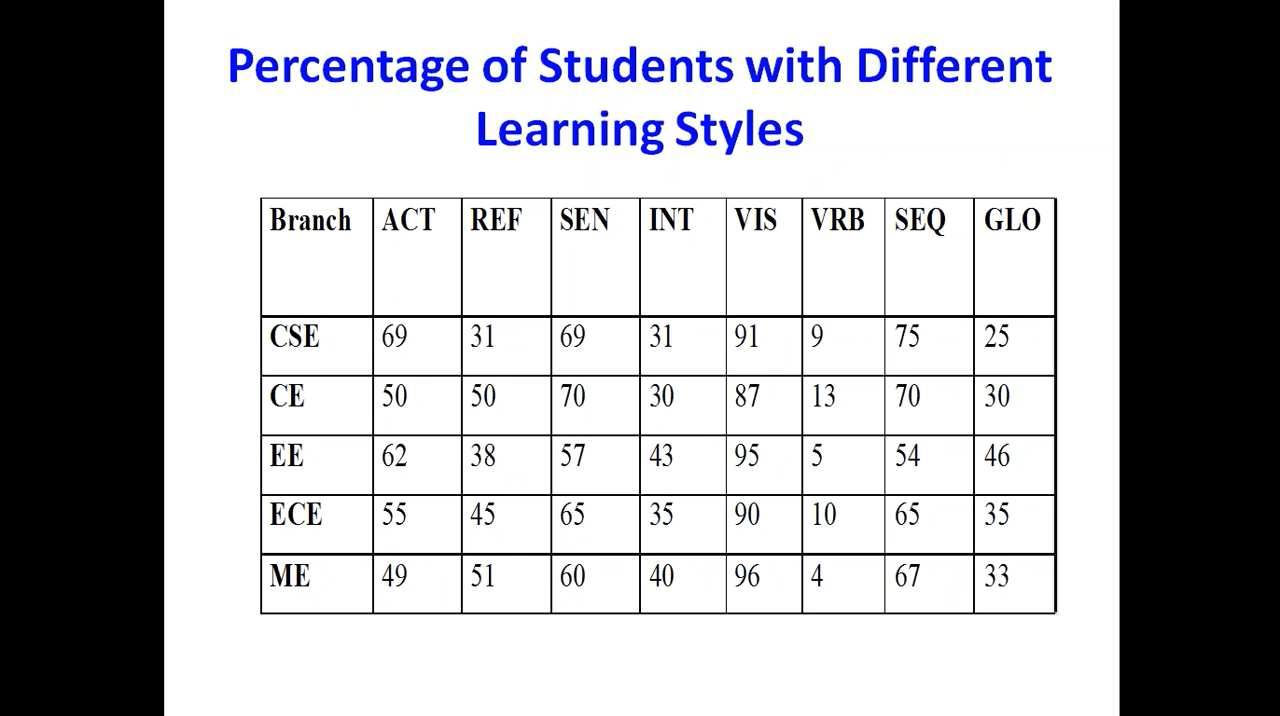 Percentage of Students with Different
Learning Styles
Branch ACT REF SEN INT VIS VRB SEQ GLO
CSE 69 31 69 31 91 9 75 25
CE 50 50 70 30 87 13 70 30
EE 62 38 57 43 95 5 54 46
ECE 55 45 65 35 90 10 65 35
ME 49 51 60 40 96 4 67 33